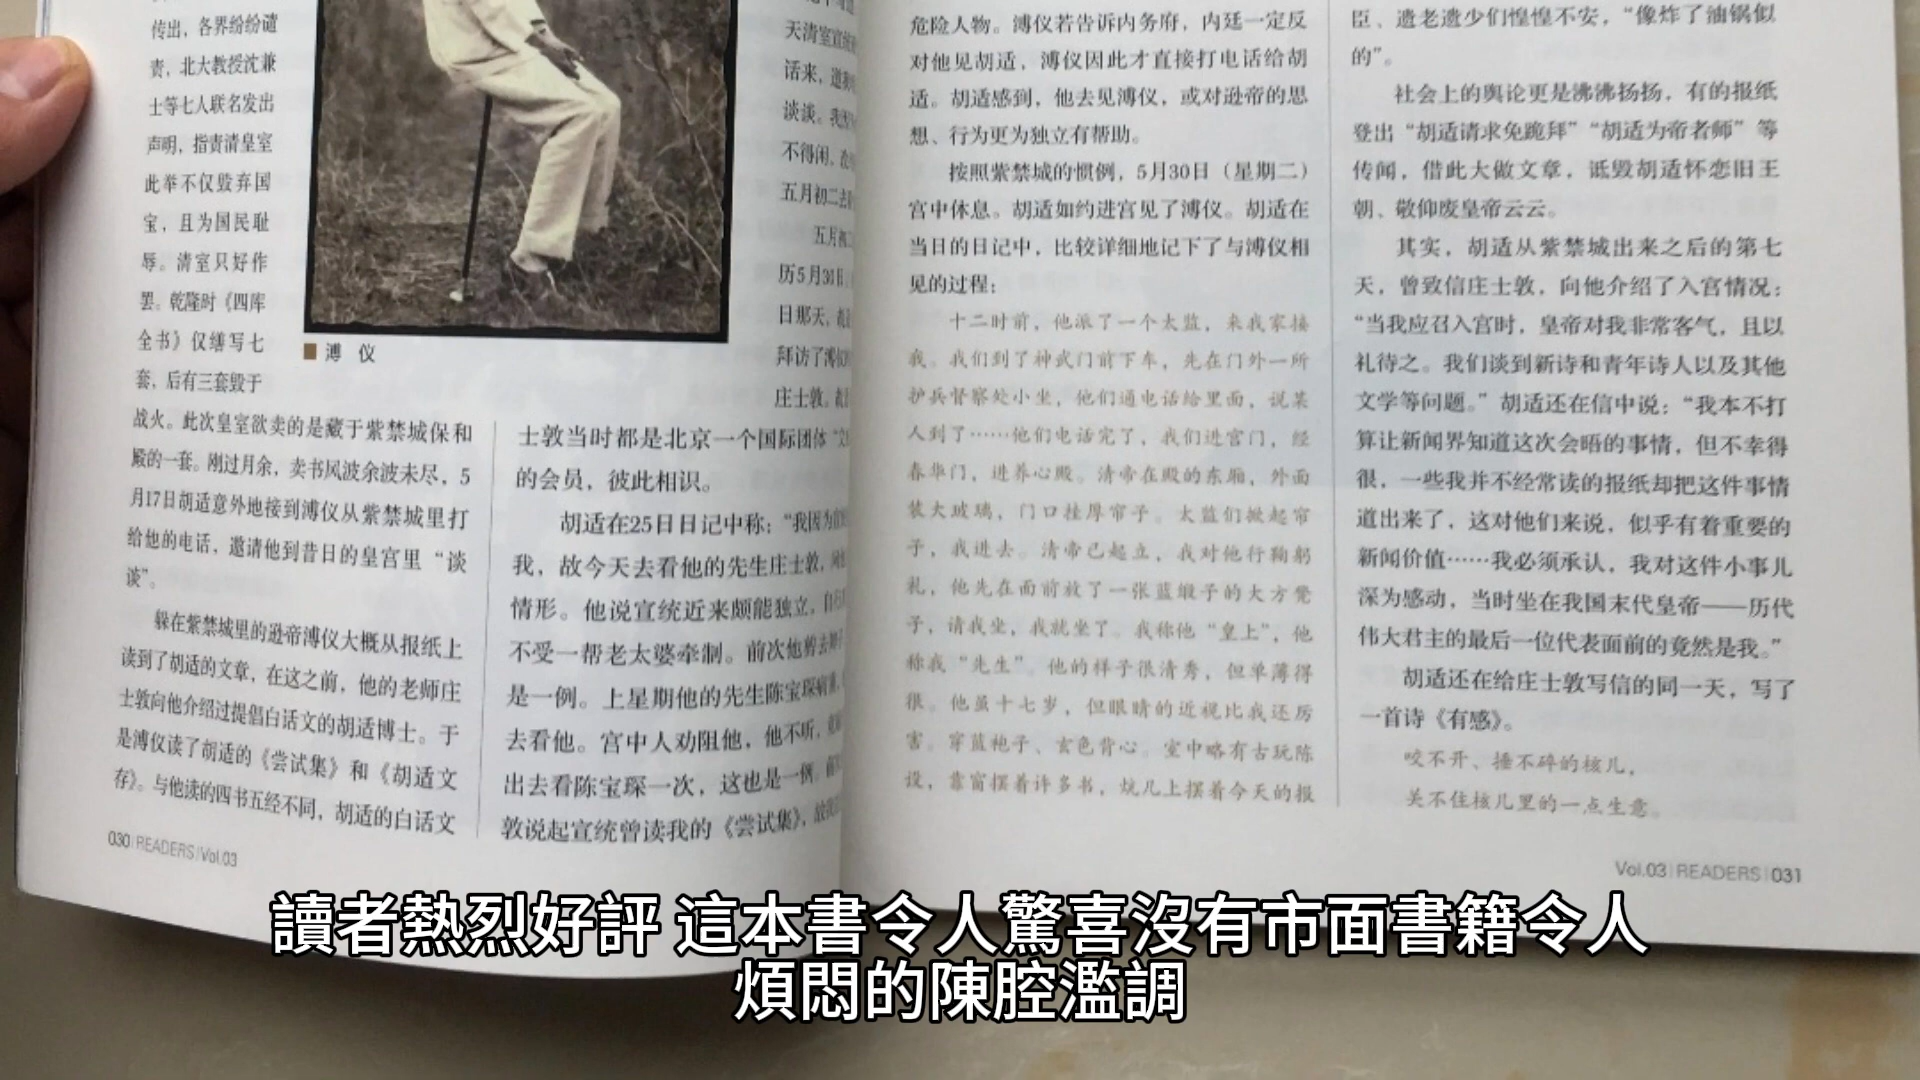 传出，各界纷纷谴
责，北大教授沈兼
士等七人联名发出
声明，指责清皇室
此举不仅毁弃国
宝，且为国民耻
辱。清室只好作
罢。乾隆时《四库
全书》仅缮写七
套，后有三套毁于
战火。此次皇室欲卖的是藏于紫禁城保和
殿的一套。刚过月余，卖书风波余波未尽，5
月17日胡适意外地接到溥仪从紫禁城里打
给他的电话，邀请他到昔日的皇宫里“谈
谈”。
躲在紫禁城里的逊帝溥仪大概从报纸上
读到了胡适的文章，在这之前，他的老师庄
士敦向他介绍过提倡白话文的胡适博士。于
是溥仪读了胡适的《尝试集》和《胡适文
存》。与他读的四书五经不同，胡适的白话文
030|READERS|Vol.03
溥 仪
天清室宣统
话来，邀
谈谈。我
不得闲，
五月初二去
五月初
历5月30日
日那天，
拜访了溥仪
庄士敦。
士敦当时都是北京一个国际团体“文
的会员，彼此相识。
胡适在25日日记中称：“我因为
我，故今天去看他的先生庄士敦，
情形。他说宣统近来颇能独立，自
不受一帮老太婆牵制。前次他剪去
是一例。上星期他的先生陈宝琛病
去看他。宫中人劝阻他，他不听，
出去看陈宝琛一次，这也是一例。
敦说起宣统曾读我的《尝试集》，
危险人物。溥仪若告诉内务府，内廷一定反
对他见胡适，溥仪因此才直接打电话给胡
适。胡适感到，他去见溥仪，或对逊帝的思
想、行为更为独立有帮助。
按照紫禁城的惯例，5月30日（星期二）
宫中休息。胡适如约进宫见了溥仪。胡适在
当日的日记中，比较详细地记下了与溥仪相
见的过程：
十二时前，他派了一个太监，来我家接
我。我们到了神武门前下车，先在门外一所
护兵督察处小坐，他们通电话给里面，说某
人到了……他们电话完了，我们进宫门，经
春华门，进养心殿。清帝在殿的东厢，外面
装大玻璃，门口挂厚帘子。太监们掀起帘
子，我进去。清帝已起立，我对他行鞠躬
礼，他先在面前放了一张蓝缎子的大方凳
子，请我坐，我就坐了。我称他“皇上”，他
称我“先生”。他的样子很清秀，但单薄得
很。他虽十七岁，但眼睛的近视比我还厉
害。穿蓝袍子、玄色背心。室中略有古玩陈
设，靠窗摆着许多书，炕几上摆着今天的报
臣、遗老遗少们惶惶不安，“像炸了油锅似
的”。
社会上的舆论更是沸沸扬扬，有的报纸
登出“胡适请求免跪拜”“胡适为帝者师”等
传闻，借此大做文章，诋毁胡适怀恋旧王
朝、敬仰废皇帝云云。
其实，胡适从紫禁城出来之后的第七
天，曾致信庄士敦，向他介绍了入宫情况：
“当我应召入宫时，皇帝对我非常客气，且以
礼待之。我们谈到新诗和青年诗人以及其他
文学等问题。”胡适还在信中说：“我本不打
算让新闻界知道这次会晤的事情，但不幸得
很，一些我并不经常读的报纸却把这件事情
道出来了，这对他们来说，似乎有着重要的
新闻价值……我必须承认，我对这件小事儿
深为感动，当时坐在我国末代皇帝——历代
伟大君主的最后一位代表面前的竟然是我。”
胡适还在给庄士敦写信的同一天，写了
一首诗《有感》。
咬不开、捶不碎的核儿，
关不住核儿里的一点生意。
Vol.03|READERS|031
讀者熱烈好評 這本書令人驚喜沒有市面書籍令人
煩悶的陳腔濫調